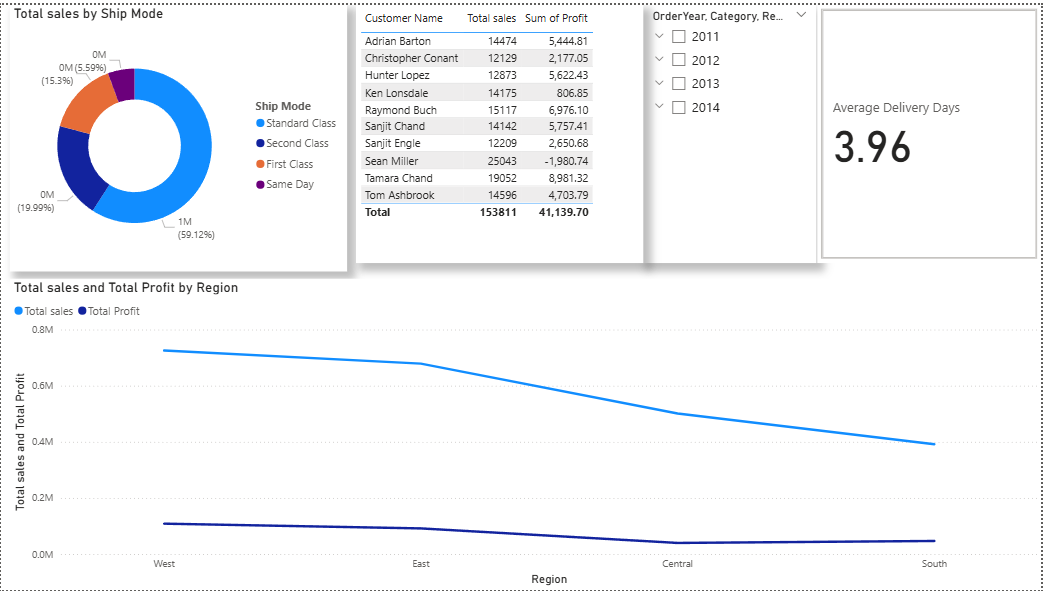 Total sales by Ship Mode
0M
(5.59%)
0M
(15.3%)
0M
(19.99%)
1M
(59.12%)
Ship Mode
Standard Class
Second Class
First Class
Same Day
Customer Name Total sales Sum of Profit
Adrian Barton 14474 5,444.81
Christopher Conant 12129 2,177.05
Hunter Lopez 12873 5,622.43
Ken Lonsdale 14175 806.85
Raymond Buch 15117 6,976.10
Sanjit Chand 14142 5,757.41
Sanjit Engle 12209 2,650.68
Sean Miller 25043 -1,980.74
Tamara Chand 19052 8,981.32
Tom Ashbrook 14596 4,703.79
Total 153811 41,139.70
OrderYear, Category, Re...
2011
2012
2013
2014
Average Delivery Days
3.96
Total sales and Total Profit by Region
Total sales Total Profit
Total sales and Total Profit
0.8M
0.6M
0.4M
0.2M
0.0M
West East Central South
Region